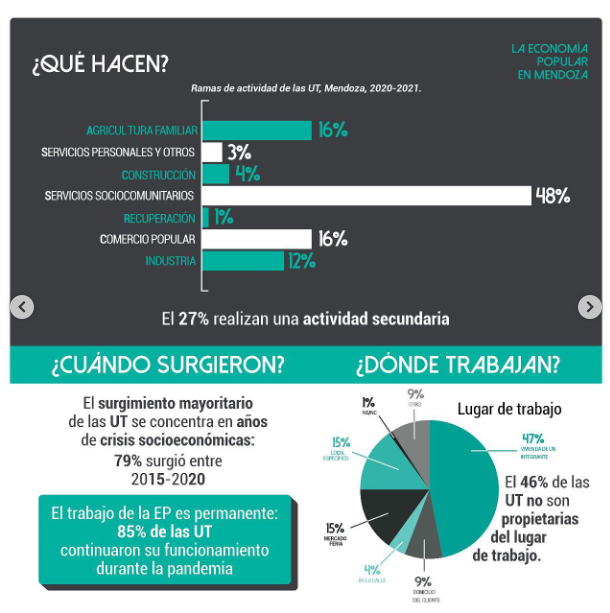 ¿QUÉ HACEN?
LA ECONOMÍA
POPULAR
EN MENDOZA
Ramas de actividad de las UT, Mendoza, 2020-2021.
AGRICULTURA FAMILIAR 16%
SERVICIOS PERSONALES Y OTROS 3%
CONSTRUCCIÓN 4%
SERVICIOS SOCIOCOMUNITARIOS 48%
RECUPERACIÓN 1%
COMERCIO POPULAR 16%
INDUSTRIA 12%
El 27% realizan una actividad secundaria
¿CUÁNDO SURGIERON?
El surgimiento mayoritario
de las UT se concentra en años
de crisis socioeconómicas:
79% surgió entre
2015-2020
El trabajo de la EP es permanente:
85% de las UT
continuaron su funcionamiento
durante la pandemia
¿DÓNDE TRABAJAN?
Lugar de trabajo
9%
OTRO
1%
NS/NC
47%
VIVIENDA DE UN
INTEGRANTE
15%
LOCAL
ESPECÍFICO
15%
MERCADO
FERIA
4%
EN LA CALLE
9%
DOMICILIO
DEL CLIENTE
El 46% de las
UT no son
propietarias
del lugar
de trabajo.